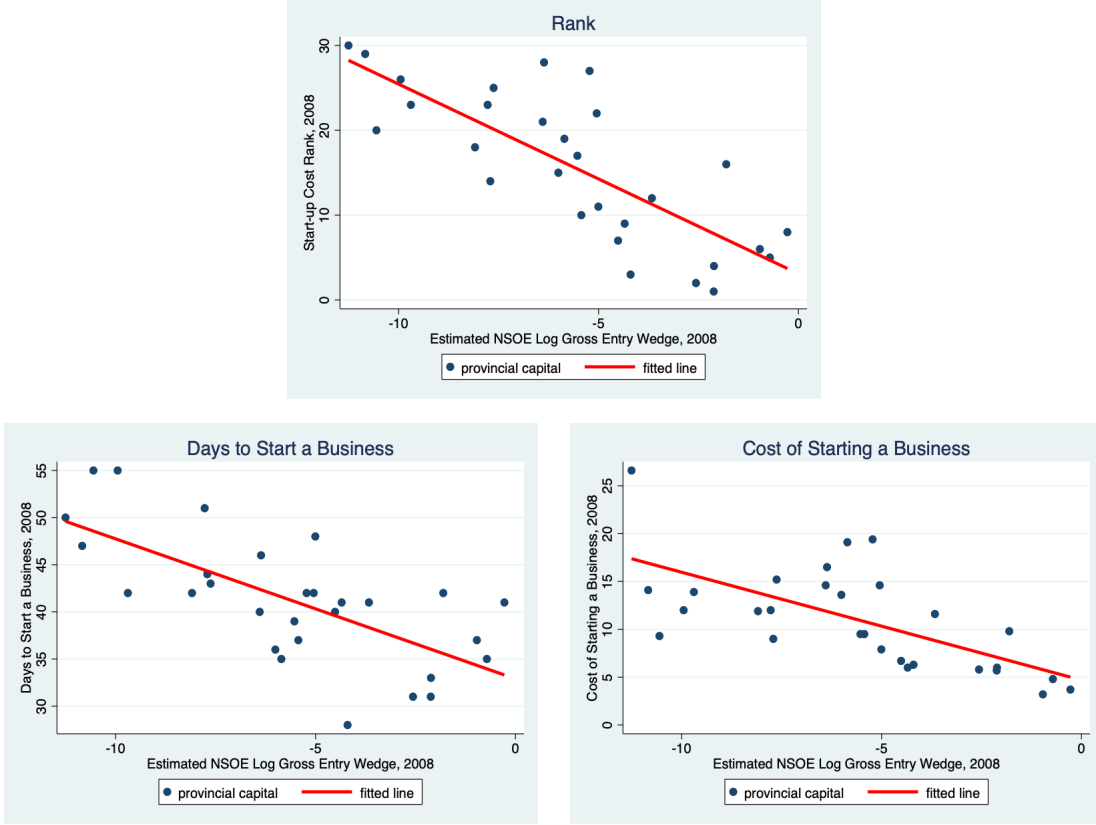 Rank
Start-up Cost Rank, 2008
30
20
10
0
-10 -5 0
Estimated NSOE Log Gross Entry Wedge, 2008
provincial capital fitted line
Days to Start a Business
Days to Start a Business, 2008
55
50
45
40
35
30
-10 -5 0
Estimated NSOE Log Gross Entry Wedge, 2008
provincial capital fitted line
Cost of Starting a Business
Cost of Starting a Business, 2008
25
20
15
10
5
0
-10 -5 0
Estimated NSOE Log Gross Entry Wedge, 2008
provincial capital fitted line